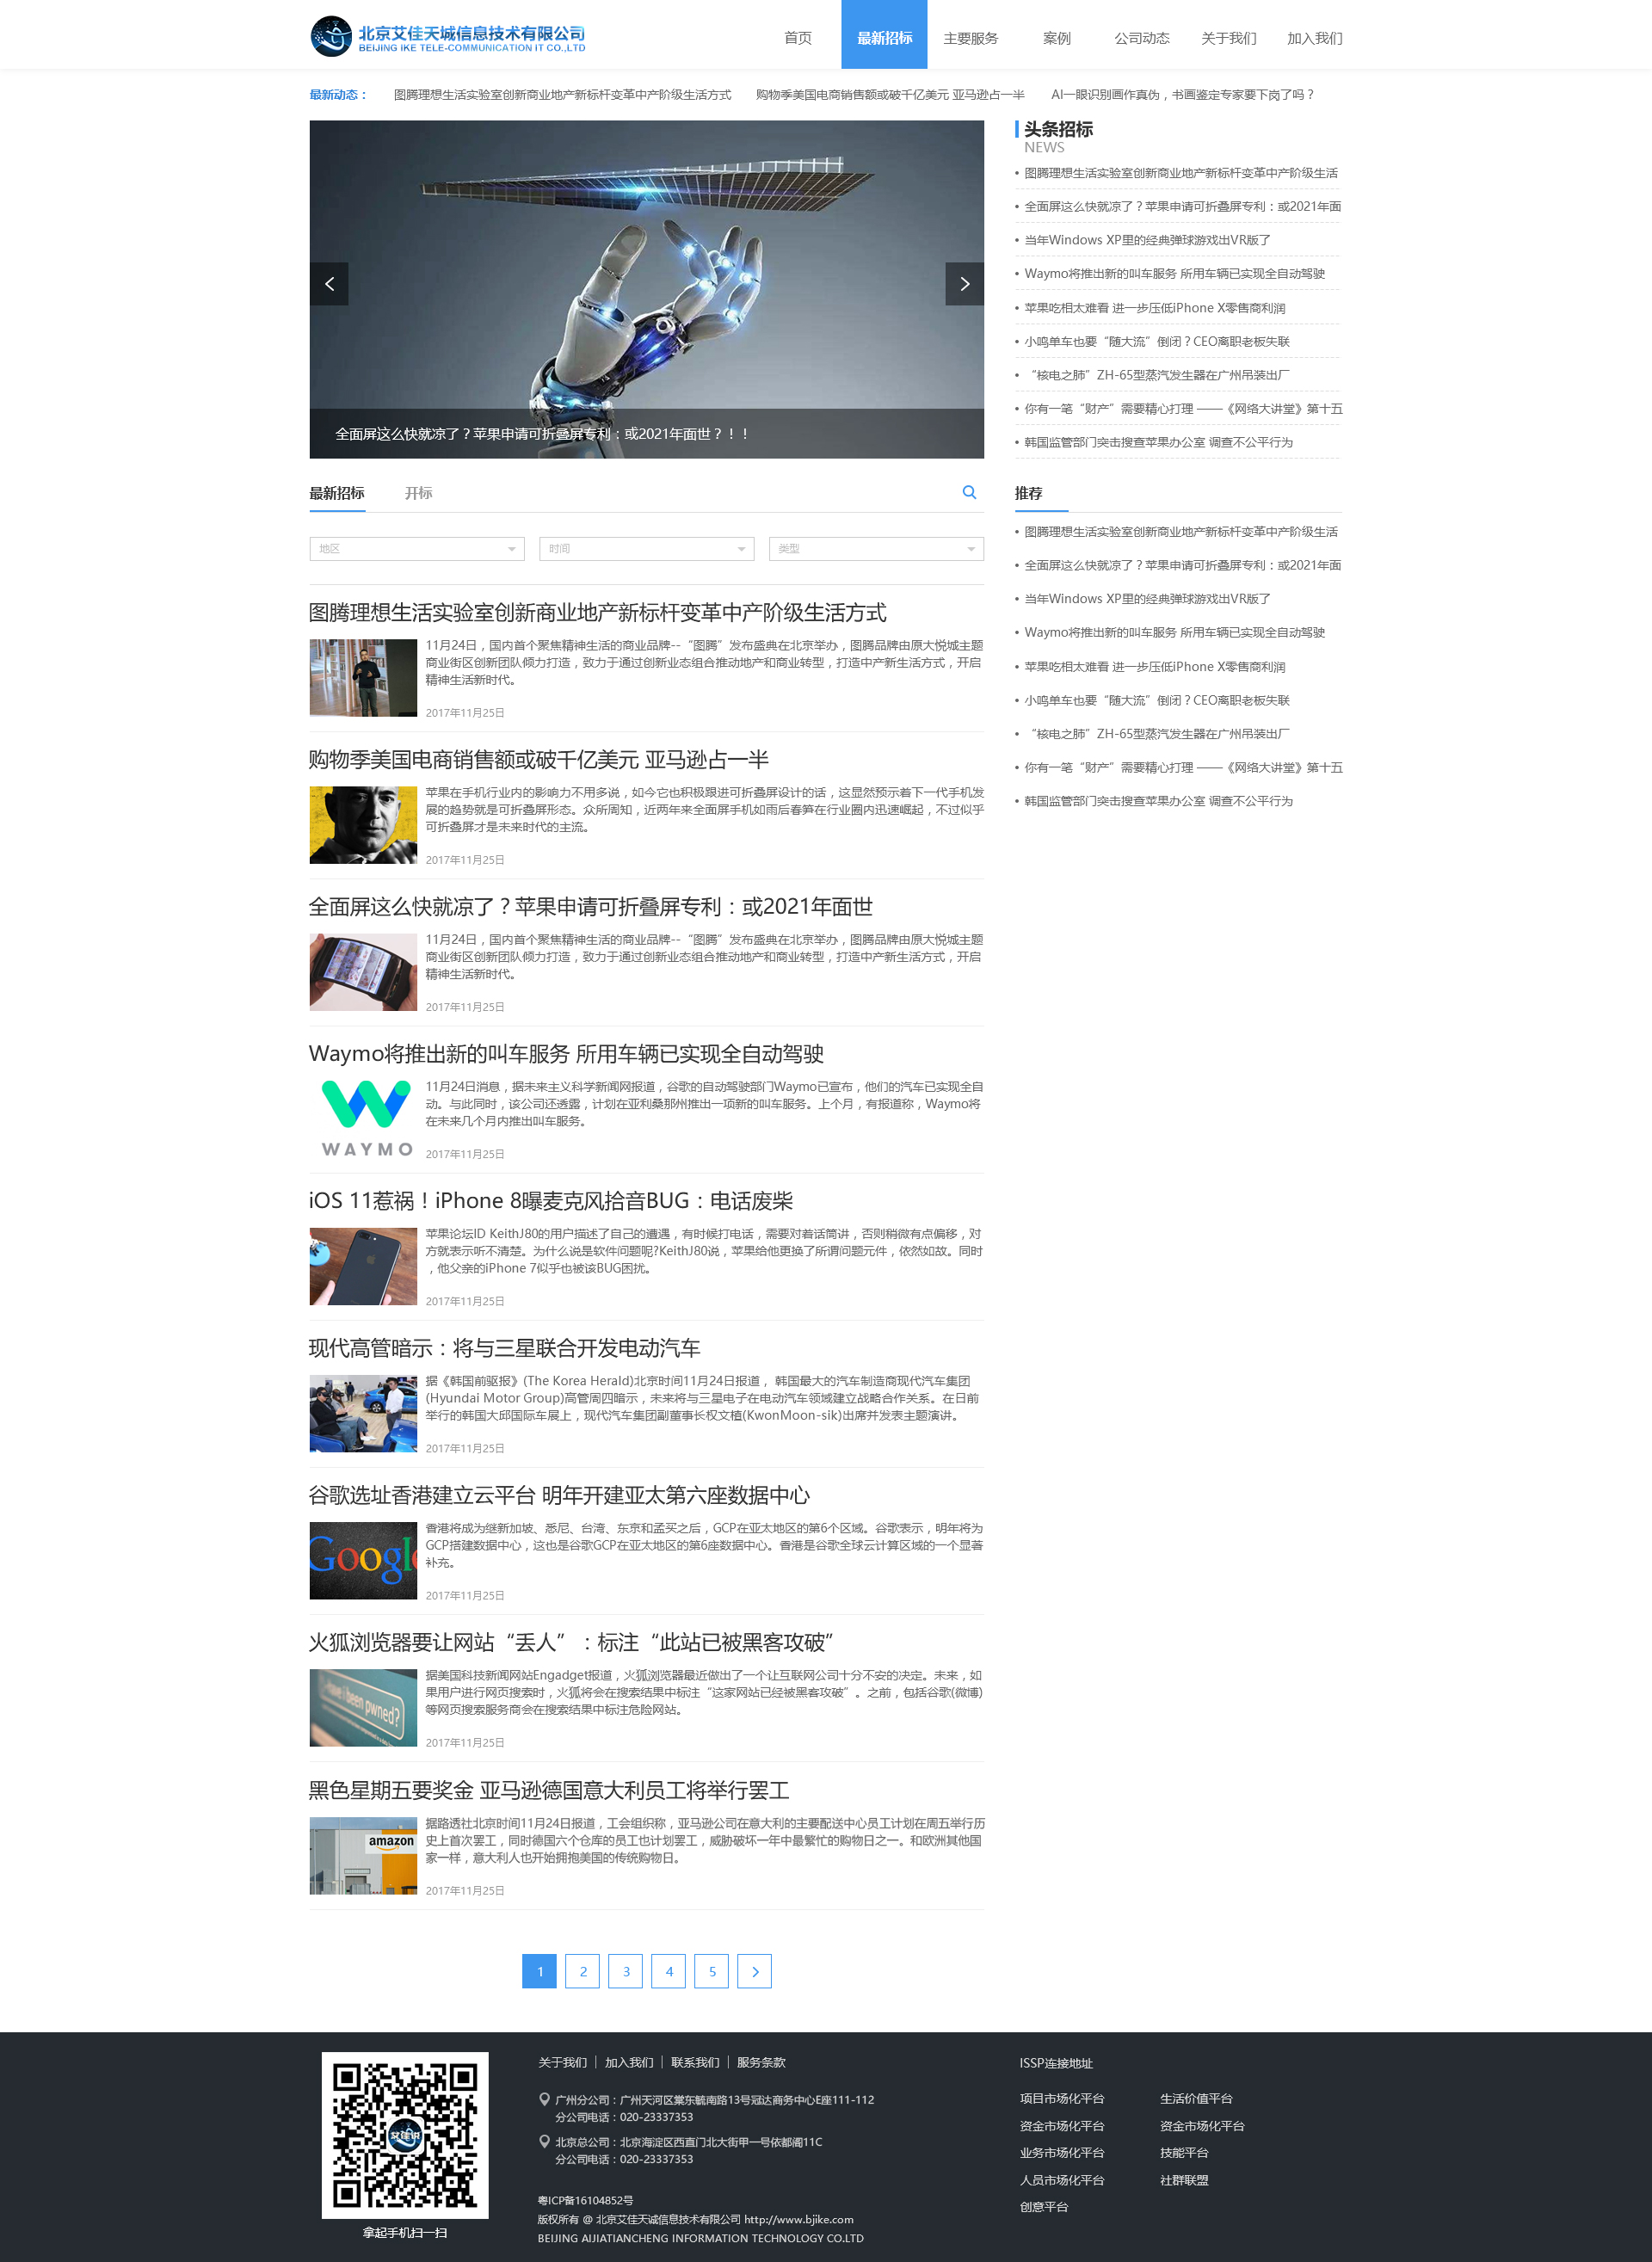 北京艾佳天诚信息技术有限公司
BEIJING IKE TELE-COMMUNICATION IT CO.,LTD
首页 最新招标 主要服务 案例 公司动态 关于我们 加入我们
最新动态： 图腾理想生活实验室创新商业地产新标杆变革中产阶级生活方式 购物季美国电商销售额或破千亿美元 亚马逊占一半 AI一眼识别画作真伪，书画鉴定专家要下岗了吗？
全面屏这么快就凉了？苹果申请可折叠屏专利：或2021年面世？！！
头条招标
NEWS
图腾理想生活实验室创新商业地产新标杆变革中产阶级生活
全面屏这么快就凉了？苹果申请可折叠屏专利：或2021年面
当年Windows XP里的经典弹球游戏出VR版了
Waymo将推出新的叫车服务 所用车辆已实现全自动驾驶
苹果吃相太难看 进一步压低iPhone X零售商利润
小鸣单车也要“随大流”倒闭？CEO离职老板失联
“核电之肺”ZH-65型蒸汽发生器在广州吊装出厂
你有一笔“财产”需要精心打理 ——《网络大讲堂》第十五
韩国监管部门突击搜查苹果办公室 调查不公平行为
最新招标 开标
地区 时间 类型
图腾理想生活实验室创新商业地产新标杆变革中产阶级生活方式
11月24日，国内首个聚焦精神生活的商业品牌--“图腾”发布盛典在北京举办，图腾品牌由原大悦城主题
商业街区创新团队倾力打造，致力于通过创新业态组合推动地产和商业转型，打造中产新生活方式，开启
精神生活新时代。
2017年11月25日
购物季美国电商销售额或破千亿美元 亚马逊占一半
苹果在手机行业内的影响力不用多说，如今它也积极跟进可折叠屏设计的话，这显然预示着下一代手机发
展的趋势就是可折叠屏形态。众所周知，近两年来全面屏手机如雨后春笋在行业圈内迅速崛起，不过似乎
可折叠屏才是未来时代的主流。
2017年11月25日
全面屏这么快就凉了？苹果申请可折叠屏专利：或2021年面世
11月24日，国内首个聚焦精神生活的商业品牌--“图腾”发布盛典在北京举办，图腾品牌由原大悦城主题
商业街区创新团队倾力打造，致力于通过创新业态组合推动地产和商业转型，打造中产新生活方式，开启
精神生活新时代。
2017年11月25日
Waymo将推出新的叫车服务 所用车辆已实现全自动驾驶
WAYMO
11月24日消息，据未来主义科学新闻网报道，谷歌的自动驾驶部门Waymo已宣布，他们的汽车已实现全自
动。与此同时，该公司还透露，计划在亚利桑那州推出一项新的叫车服务。上个月，有报道称，Waymo将
在未来几个月内推出叫车服务。
2017年11月25日
iOS 11惹祸！iPhone 8曝麦克风拾音BUG：电话废柴
苹果论坛ID KeithJ80的用户描述了自己的遭遇，有时候打电话，需要对着话筒讲，否则稍微有点偏移，对
方就表示听不清楚。为什么说是软件问题呢?KeithJ80说，苹果给他更换了所谓问题元件，依然如故。同时
，他父亲的iPhone 7似乎也被该BUG困扰。
2017年11月25日
现代高管暗示：将与三星联合开发电动汽车
据《韩国前驱报》(The Korea Herald)北京时间11月24日报道， 韩国最大的汽车制造商现代汽车集团
(Hyundai Motor Group)高管周四暗示，未来将与三星电子在电动汽车领域建立战略合作关系。在日前
举行的韩国大邱国际车展上，现代汽车集团副董事长权文植(KwonMoon-sik)出席并发表主题演讲。
2017年11月25日
谷歌选址香港建立云平台 明年开建亚太第六座数据中心
Google
香港将成为继新加坡、悉尼、台湾、东京和孟买之后，GCP在亚太地区的第6个区域。谷歌表示，明年将为
GCP搭建数据中心，这也是谷歌GCP在亚太地区的第6座数据中心。香港是谷歌全球云计算区域的一个显著
补充。
2017年11月25日
火狐浏览器要让网站“丢人”：标注“此站已被黑客攻破”
have i been pwned?
据美国科技新闻网站Engadget报道，火狐浏览器最近做出了一个让互联网公司十分不安的决定。未来，如
果用户进行网页搜索时，火狐将会在搜索结果中标注“这家网站已经被黑客攻破”。之前，包括谷歌(微博)
等网页搜索服务商会在搜索结果中标注危险网站。
2017年11月25日
黑色星期五要奖金 亚马逊德国意大利员工将举行罢工
amazon
据路透社北京时间11月24日报道，工会组织称，亚马逊公司在意大利的主要配送中心员工计划在周五举行历
史上首次罢工，同时德国六个仓库的员工也计划罢工，威胁破坏一年中最繁忙的购物日之一。和欧洲其他国
家一样，意大利人也开始拥抱美国的传统购物日。
2017年11月25日
推荐
图腾理想生活实验室创新商业地产新标杆变革中产阶级生活
全面屏这么快就凉了？苹果申请可折叠屏专利：或2021年面
当年Windows XP里的经典弹球游戏出VR版了
Waymo将推出新的叫车服务 所用车辆已实现全自动驾驶
苹果吃相太难看 进一步压低iPhone X零售商利润
小鸣单车也要“随大流”倒闭？CEO离职老板失联
“核电之肺”ZH-65型蒸汽发生器在广州吊装出厂
你有一笔“财产”需要精心打理 ——《网络大讲堂》第十五
韩国监管部门突击搜查苹果办公室 调查不公平行为
1 2 3 4 5
拿起手机扫一扫
关于我们 加入我们 联系我们 服务条款
广州分公司：广州天河区棠东毓南路13号冠达商务中心E座111-112
分公司电话：020-23337353
北京总公司：北京海淀区西直门北大街甲一号依都阁11C
分公司电话：020-23337353
粤ICP备16104852号
版权所有 @ 北京艾佳天诚信息技术有限公司 http://www.bjike.com
BEIJING AIJIATIANCHENG INFORMATION TECHNOLOGY CO.LTD
ISSP连接地址
项目市场化平台 生活价值平台
资金市场化平台 资金市场化平台
业务市场化平台 技能平台
人员市场化平台 社群联盟
创意平台